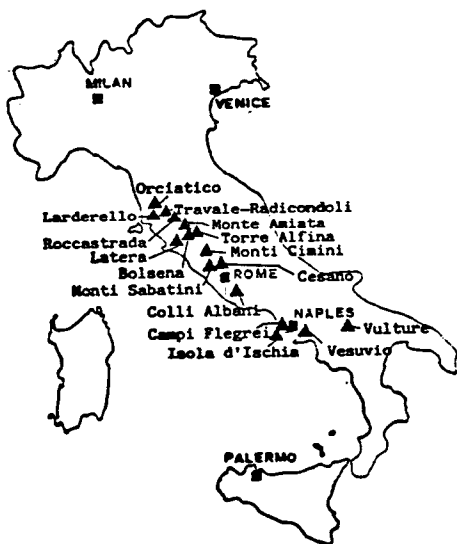 MILAN
VENICE
Orciatico
Travale-Radicondoli
Larderello
Monte Amiata
Roccastrada
Torre Alfina
Latera
Monti Cimini
Bolsena
ROME
Cesano
Monti Sabatini
Colli Albani
NAPLES
Campi Flegrei
Vulture
Isola d'Ischia
Vesuvio
PALERMO